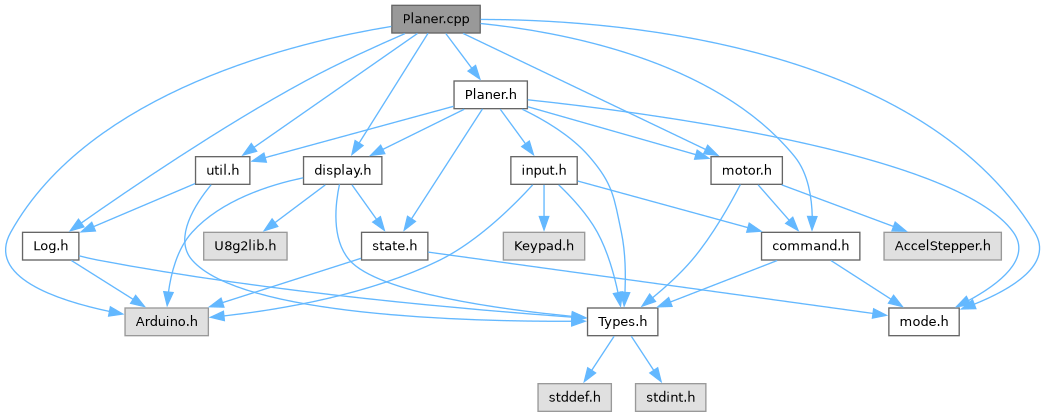 Planer.cpp
Planer.h
util.h
display.h
input.h
motor.h
Log.h
U8g2lib.h
state.h
Keypad.h
command.h
AccelStepper.h
Arduino.h
Types.h
mode.h
stddef.h
stdint.h